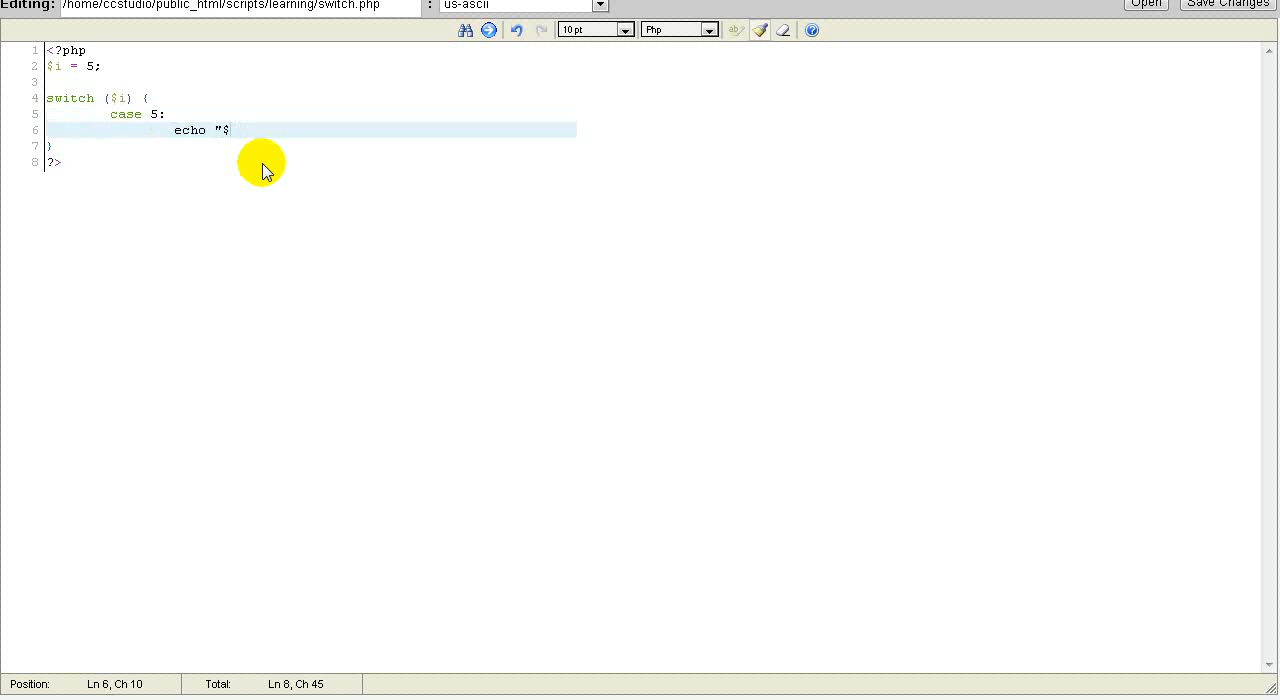 Editing: /home/ccstudio/public_html/scripts/learning/switch.php : us-ascii Open Save Changes
10 pt Php
1 <?php
2 $i = 5;
3
4 switch ($i) {
5 case 5:
6 echo "$
7 }
8 ?>
Position: Ln 6, Ch 10 Total: Ln 8, Ch 45